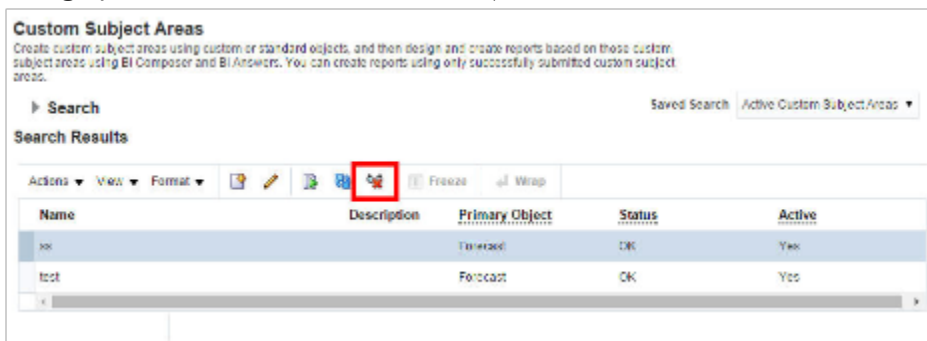 Custom Subject Areas
Create custom subject areas using custom or standard objects, and then design and create reports based on those custom
subject areas using BI Composer and BI Answers. You can create reports using only successfully submitted custom subject
areas.
Search
Saved Search Active Custom Subject Areas
Search Results
Actions View Format Freeze Wrap
Name Description Primary Object Status Active
Forecast OK Yes
test Forecast OK Yes